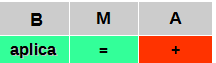 B M A
aplica = +